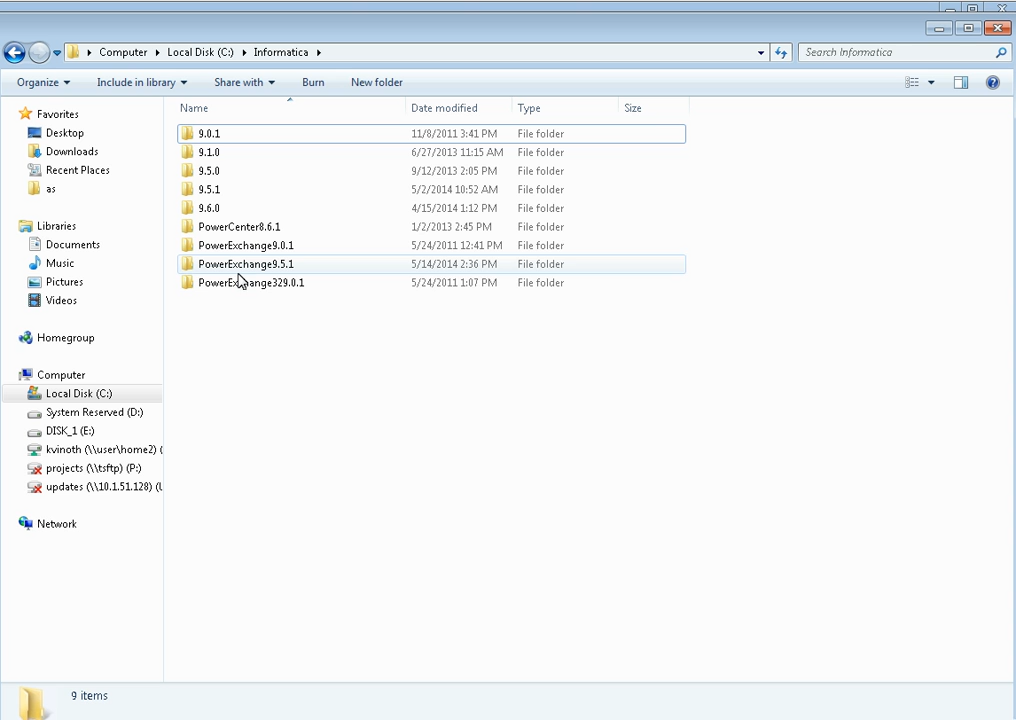 Computer Local Disk (C:) Informatica
Search Informatica
Organize Include in library Share with Burn New folder
Name Date modified Type Size
Favorites
Desktop
Downloads
Recent Places
as
Libraries
Documents
Music
Pictures
Videos
Homegroup
Computer
Local Disk (C:)
System Reserved (D:)
DISK_1 (E:)
kvinoth (\\user\home2) (
projects (\\tsftp) (P:)
updates (\\10.1.51.128) (
Network
9.0.1 11/8/2011 3:41 PM File folder
9.1.0 6/27/2013 11:15 AM File folder
9.5.0 9/12/2013 2:05 PM File folder
9.5.1 5/2/2014 10:52 AM File folder
9.6.0 4/15/2014 1:12 PM File folder
PowerCenter8.6.1 1/2/2013 2:45 PM File folder
PowerExchange9.0.1 5/24/2011 12:41 PM File folder
PowerExchange9.5.1 5/14/2014 2:36 PM File folder
PowerExchange329.0.1 5/24/2011 1:07 PM File folder
9 items